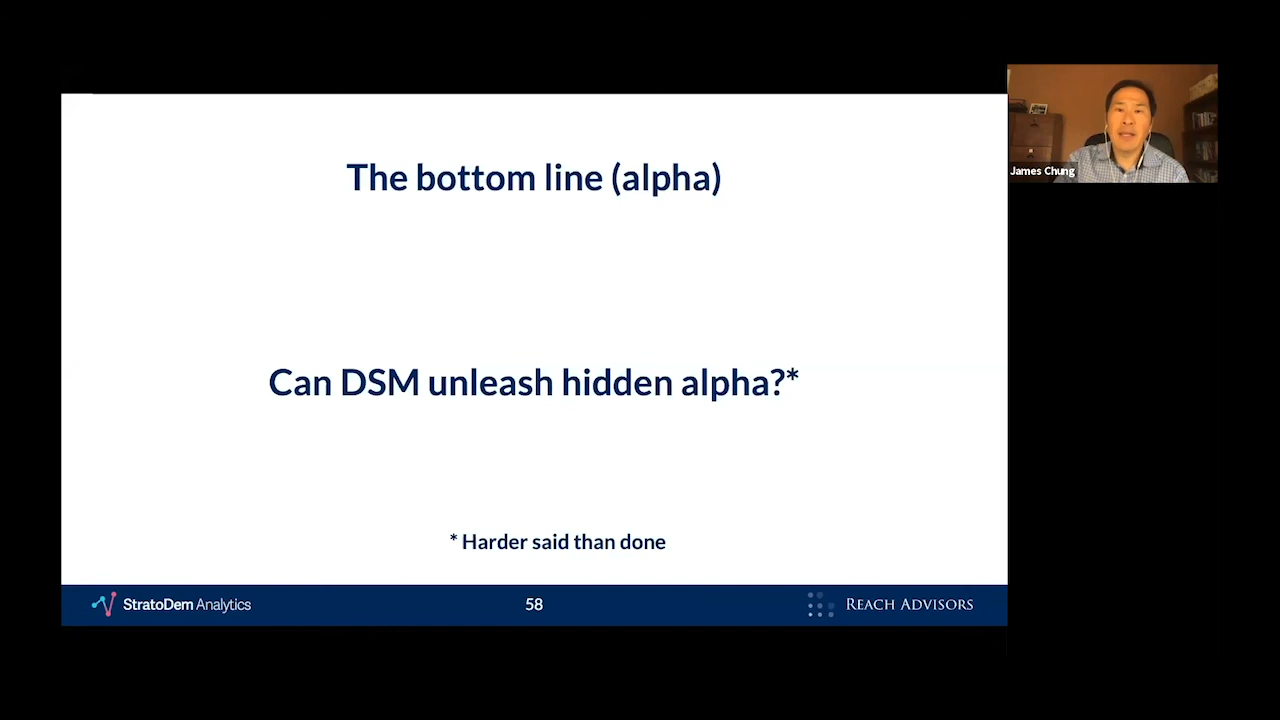 The bottom line (alpha)
James Chung
Can DSM unleash hidden alpha?*
* Harder said than done
StratoDem Analytics
58
REACH ADVISORS